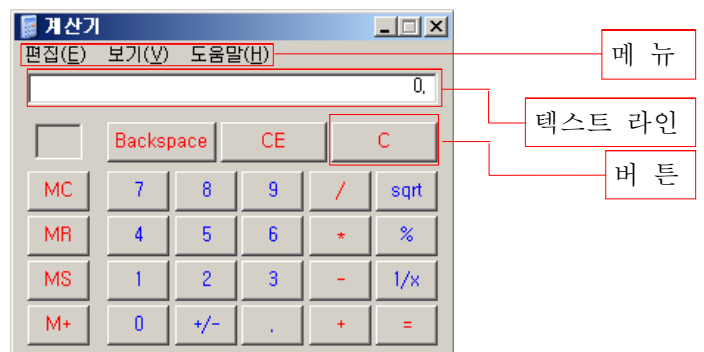 계산기
편집(E) 보기(V) 도움말(H)
메 뉴
0.
텍스트 라인
Backspace CE C
버 튼
MC 7 8 9 / sqrt
MR 4 5 6 * %
MS 1 2 3 - 1/x
M+ 0 +/- . + =